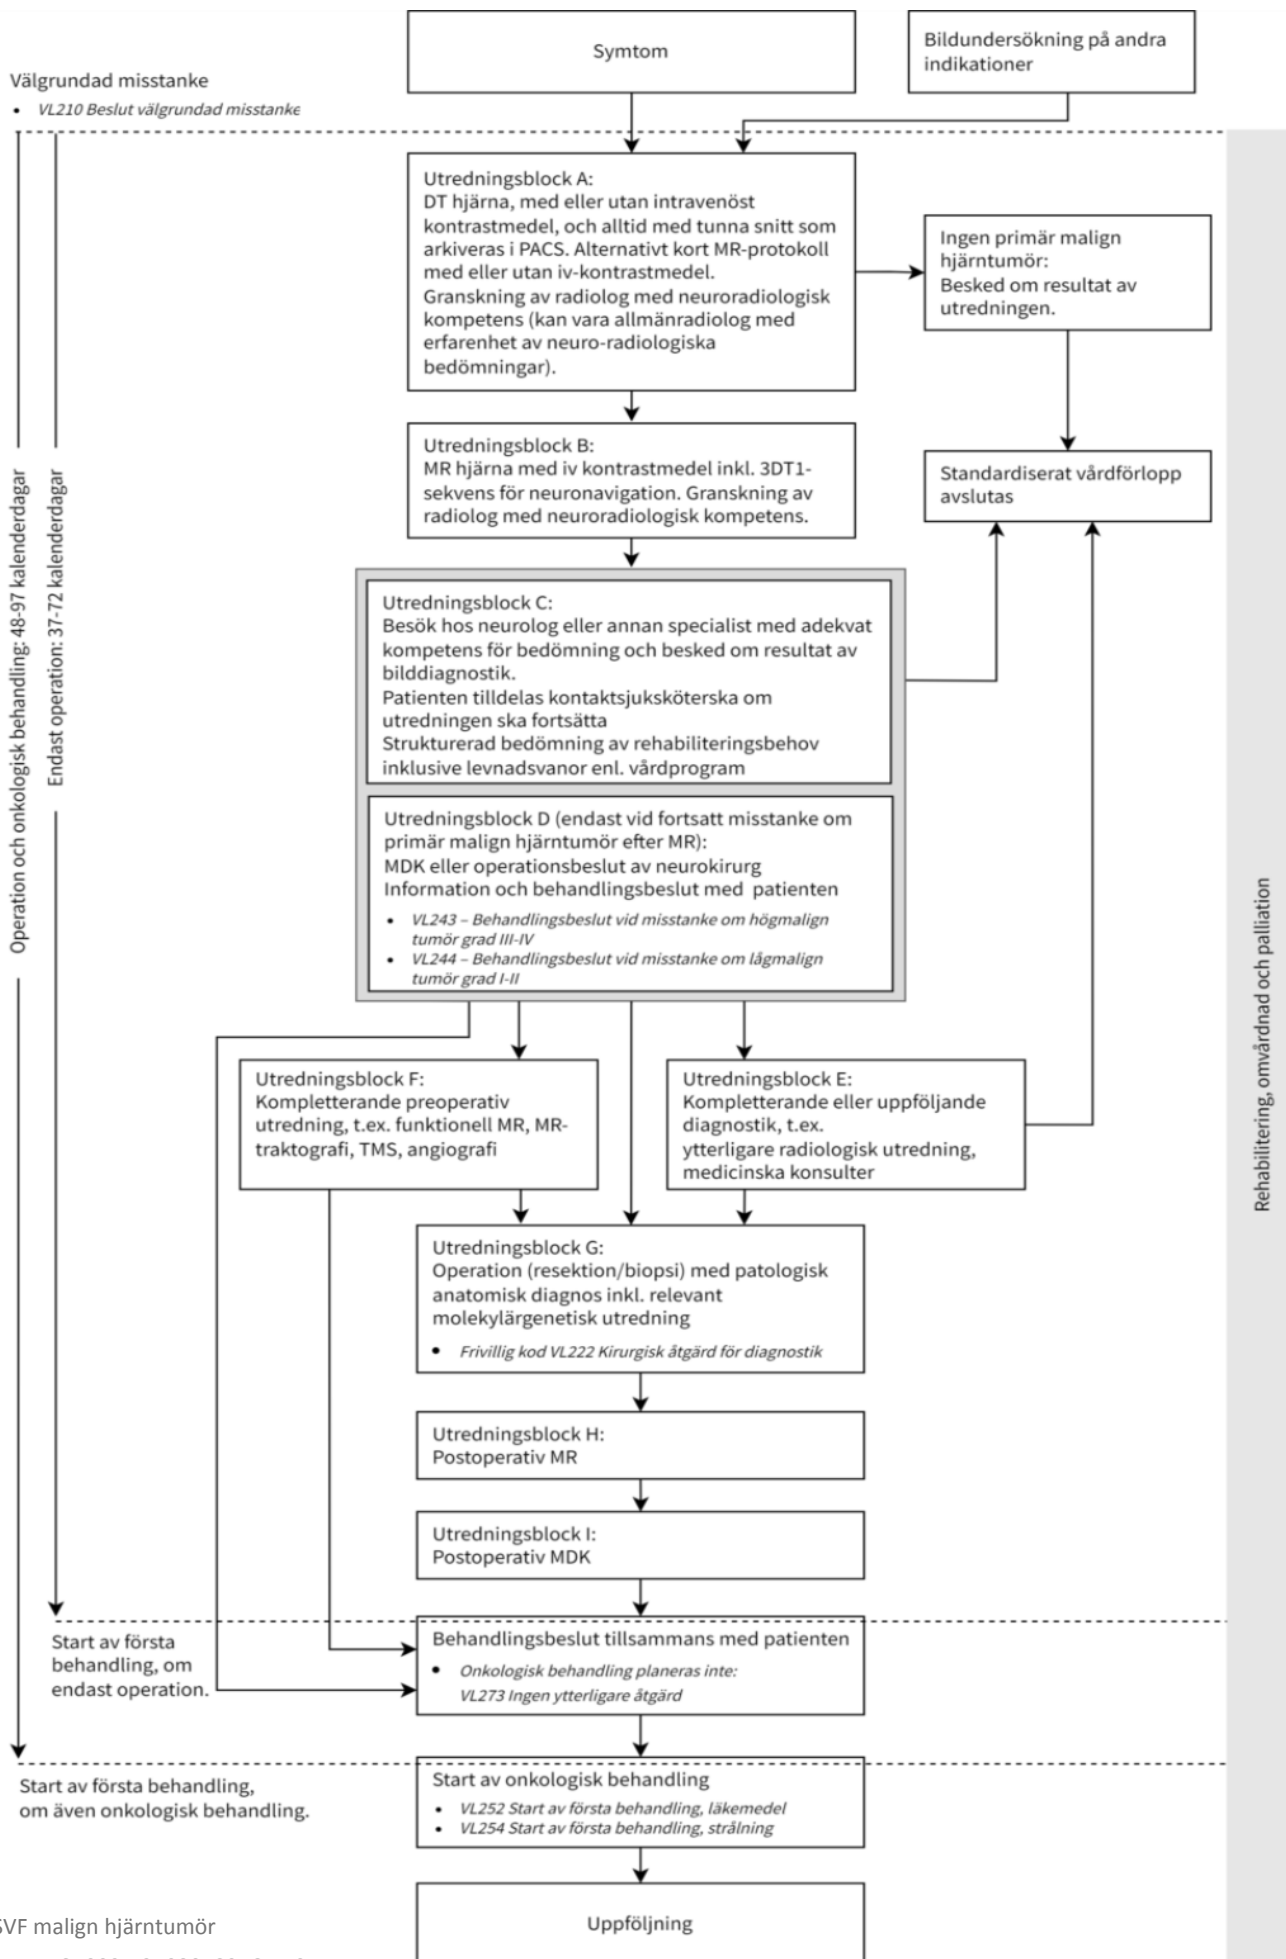 Symtom
Bildundersökning på andra
indikationer
Välgrundad misstanke
• VL210 Beslut välgrundad misstanke
Utredningsblock A:
DT hjärna, med eller utan intravenöst
kontrastmedel, och alltid med tunna snitt som
arkiveras i PACS. Alternativt kort MR-protokoll
med eller utan iv-kontrastmedel.
Granskning av radiolog med neuroradiologisk
kompetens (kan vara allmänradiolog med
erfarenhet av neuro-radiologiska
bedömningar).
Ingen primär malign
hjärntumör:
Besked om resultat av
utredningen.
Utredningsblock B:
MR hjärna med iv kontrastmedel inkl. 3DT1-
sekvens för neuronavigation. Granskning av
radiolog med neuroradiologisk kompetens.
Standardiserat vårdförlopp
avslutas
Operation och onkologisk behandling: 48-97 kalenderdagar
Endast operation: 37-72 kalenderdagar
Utredningsblock C:
Besök hos neurolog eller annan specialist med adekvat
kompetens för bedömning och besked om resultat av
bilddiagnostik.
Patienten tilldelas kontaktsjuksköterska om
utredningen ska fortsätta
Strukturerad bedömning av rehabiliteringsbehov
inklusive levnadsvanor enl. vårdprogram
Utredningsblock D (endast vid fortsatt misstanke om
primär malign hjärntumör efter MR):
MDK eller operationsbeslut av neurokirurg
Information och behandlingsbeslut med patienten
• VL243 – Behandlingsbeslut vid misstanke om högmalign
tumör grad III-IV
• VL244 – Behandlingsbeslut vid misstanke om lågmalign
tumör grad I-II
Rehabilitering, omvårdnad och palliation
Utredningsblock F:
Kompletterande preoperativ
utredning, t.ex. funktionell MR, MR-
traktografi, TMS, angiografi
Utredningsblock E:
Kompletterande eller uppföljande
diagnostik, t.ex.
ytterligare radiologisk utredning,
medicinska konsulter
Utredningsblock G:
Operation (resektion/biopsi) med patologisk
anatomisk diagnos inkl. relevant
molekylärgenetisk utredning
• Frivillig kod VL222 Kirurgisk åtgärd för diagnostik
Utredningsblock H:
Postoperativ MR
Utredningsblock I:
Postoperativ MDK
Start av första
behandling, om
endast operation.
Behandlingsbeslut tillsammans med patienten
• Onkologisk behandling planeras inte:
VL273 Ingen ytterligare åtgärd
Start av första behandling,
om även onkologisk behandling.
Start av onkologisk behandling
• VL252 Start av första behandling, läkemedel
• VL254 Start av första behandling, strålning
Uppföljning
SVF malign hjärntumör